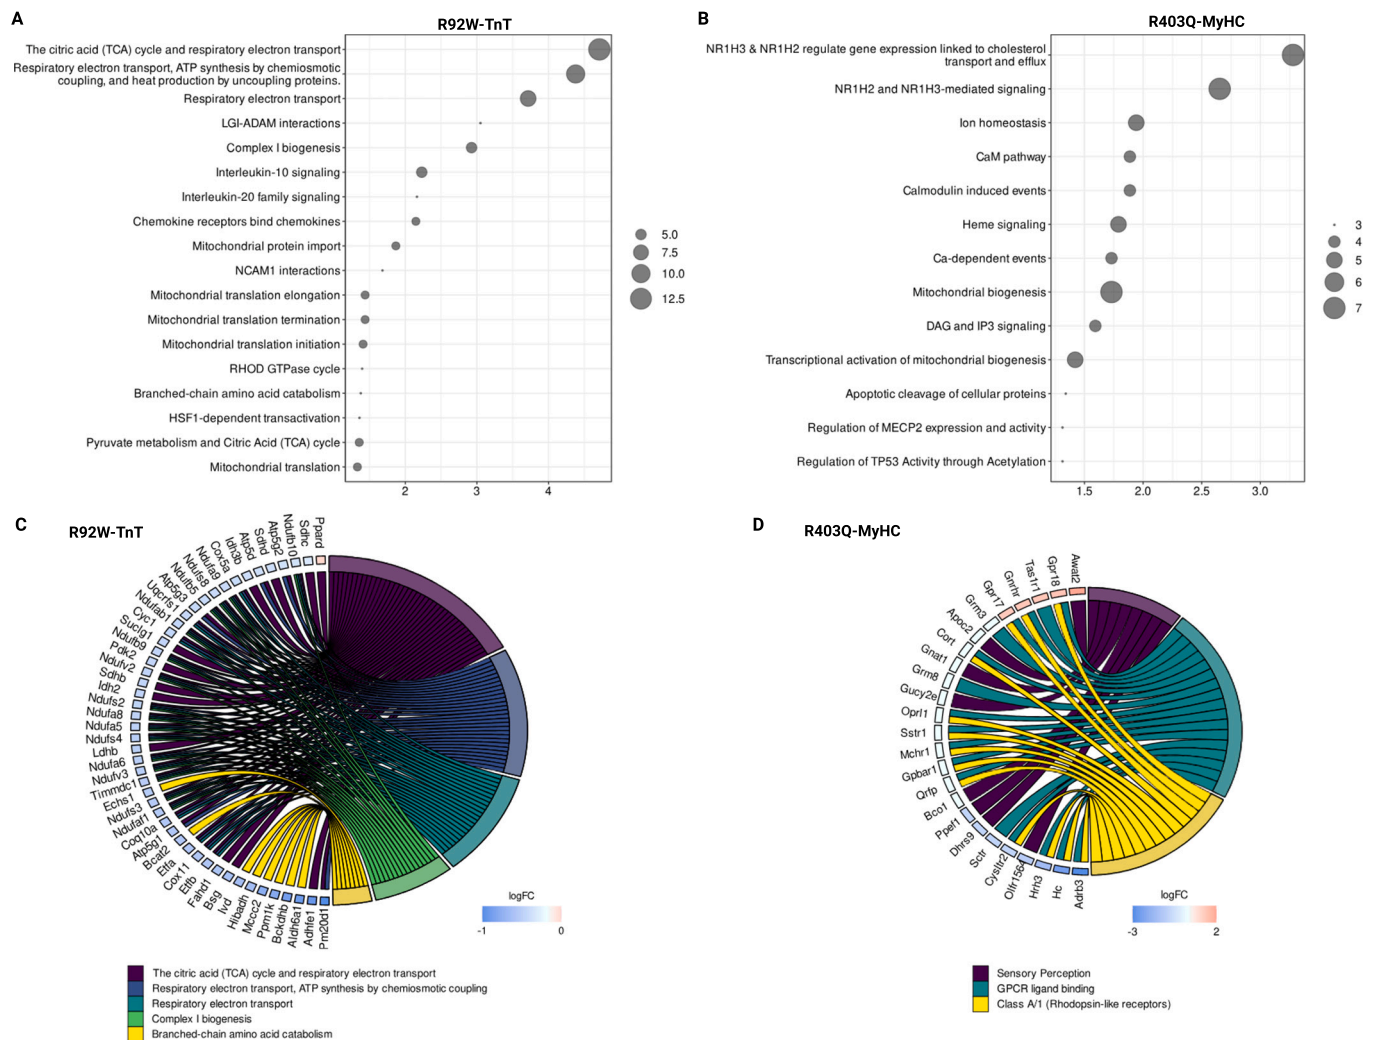 A
R92W-TnT
The citric acid (TCA) cycle and respiratory electron transport
Respiratory electron transport, ATP synthesis by chemiosmotic
coupling, and heat production by uncoupling proteins.
Respiratory electron transport
LGI-ADAM interactions
Complex I biogenesis
Interleukin-10 signaling
Interleukin-20 family signaling
Chemokine receptors bind chemokines
Mitochondrial protein import
NCAM1 interactions
Mitochondrial translation elongation
Mitochondrial translation termination
Mitochondrial translation initiation
RHOD GTPase cycle
Branched-chain amino acid catabolism
HSF1-dependent transactivation
Pyruvate metabolism and Citric Acid (TCA) cycle
Mitochondrial translation
2
3
4
5.0
7.5
10.0
12.5
B
R403Q-MyHC
NR1H3 & NR1H2 regulate gene expression linked to cholesterol
transport and efflux
NR1H2 and NR1H3-mediated signaling
Ion homeostasis
CaM pathway
Calmodulin induced events
Heme signaling
Ca-dependent events
Mitochondrial biogenesis
DAG and IP3 signaling
Transcriptional activation of mitochondrial biogenesis
Apoptotic cleavage of cellular proteins
Regulation of MECP2 expression and activity
Regulation of TP53 Activity through Acetylation
1.5
2.0
2.5
3.0
3
4
5
6
7
C
R92W-TnT
Ppard
Sdhc
Ndufb10
Atp5g2
Sdhd
Atp5d
Idh3b
Cox5a
Ndufa9
Ndufs8
Ndufb5
Atp5g3
Uqcrfs1
Ndufab1
Cyc1
Suclg1
Ndufb9
Pdk2
Ndufv2
Sdhb
Idh2
Ndufs2
Ndufa8
Ndufa5
Ndufs4
Ldhb
Ndufa6
Ndufv3
Timmdc1
Echs1
Ndufs3
Ndufaf1
Coq10a
Atp5g1
Bcat2
Etfa
Cox11
Etfb
Fahd1
Bsg
Ivd
Hibadh
Mccc2
Ppm1k
Bckdhb
Aldh6a1
Adhfe1
Pm20d1
logFC
-1
0
The citric acid (TCA) cycle and respiratory electron transport
Respiratory electron transport, ATP synthesis by chemiosmotic coupling
Respiratory electron transport
Complex I biogenesis
Branched-chain amino acid catabolism
D
R403Q-MyHC
Awat2
Gpr18
Tas1r1
Gnrhr
Gpr17
Grm3
Apoc2
Cort
Gnat1
Grm8
Gucy2e
Oprl1
Sstr1
Mchr1
Gpbar1
Qrfp
Bco1
Ppef1
Dhrs9
Sctr
Cysltr2
Olfr1564
Hrh3
Hc
Adrb3
logFC
-3
2
Sensory Perception
GPCR ligand binding
Class A/1 (Rhodopsin-like receptors)